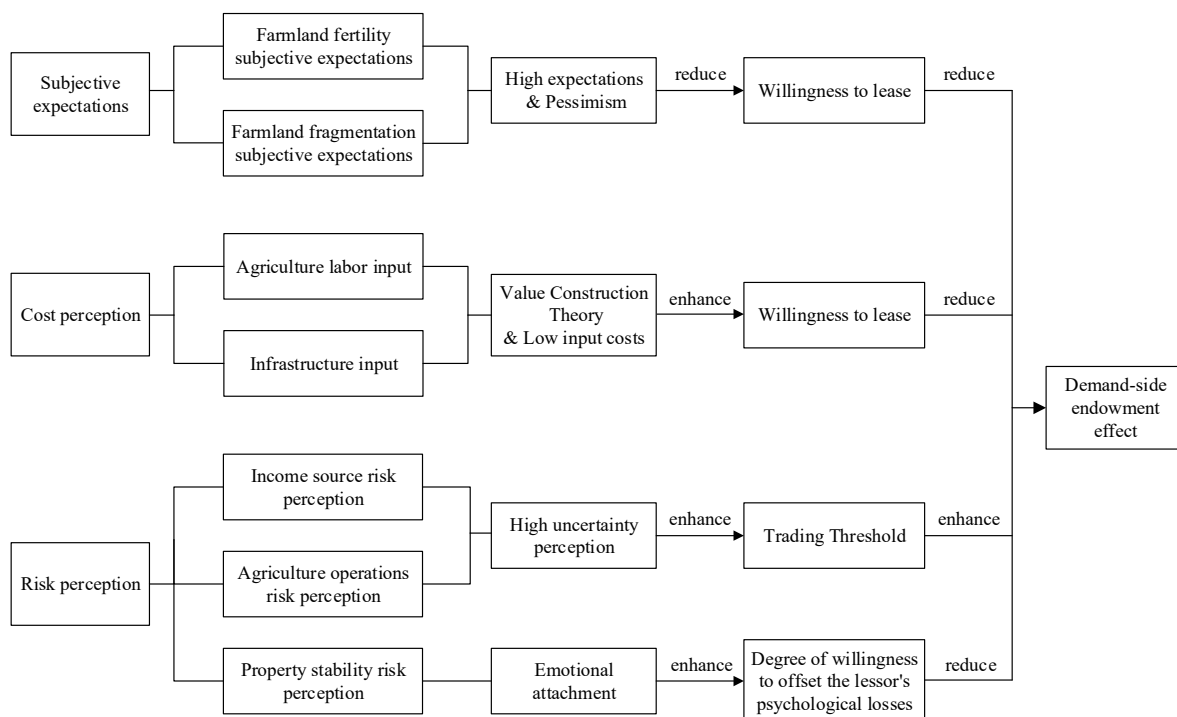 Subjective
expectations
Farmland fertility
subjective expectations
Farmland fragmentation
subjective expectations
High expectations
& Pessimism
reduce
Willingness to lease
reduce
Cost perception
Agriculture labor input
Infrastructure input
Value Construction
Theory
& Low input costs
enhance
Willingness to lease
reduce
Demand-side
endowment
effect
Risk perception
Income source risk
perception
Agriculture operations
risk perception
High uncertainty
perception
enhance
Trading Threshold
enhance
Property stability risk
perception
Emotional
attachment
enhance
Degree of willingness
to offset the lessor's
psychological losses
reduce